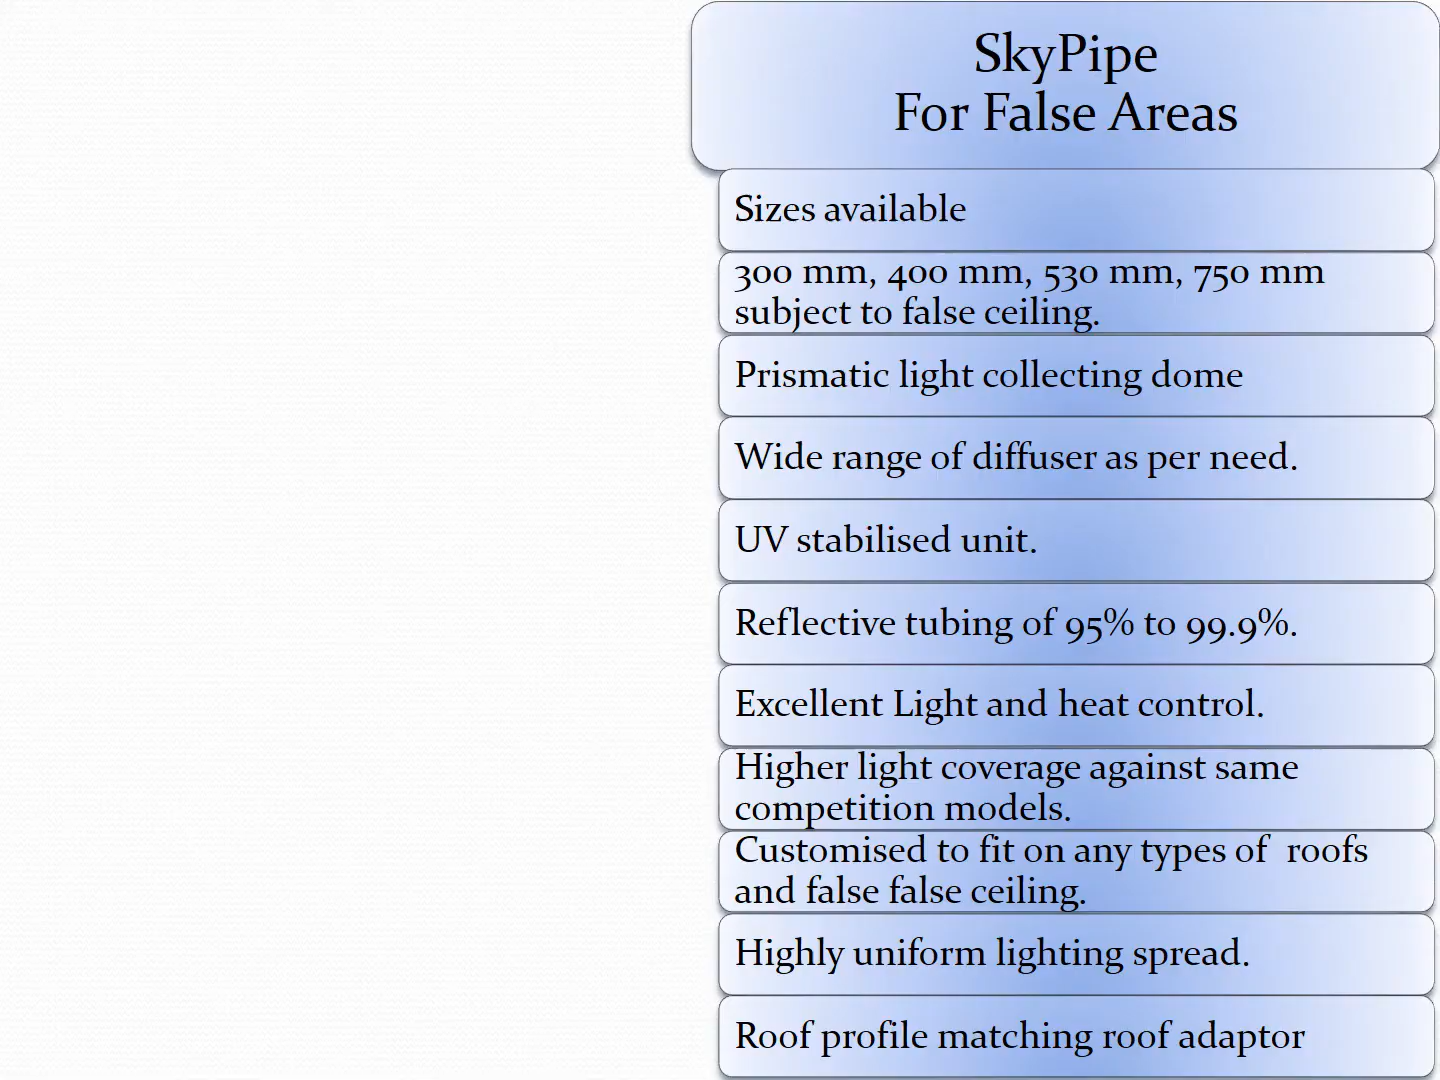 SkyPipe
For False Areas
Sizes available
300 mm, 400 mm, 530 mm, 750 mm
subject to false ceiling.
Prismatic light collecting dome
Wide range of diffuser as per need.
UV stabilised unit.
Reflective tubing of 95% to 99.9%.
Excellent Light and heat control.
Higher light coverage against same
competition models.
Customised to fit on any types of  roofs
and false false ceiling.
Highly uniform lighting spread.
Roof profile matching roof adaptor